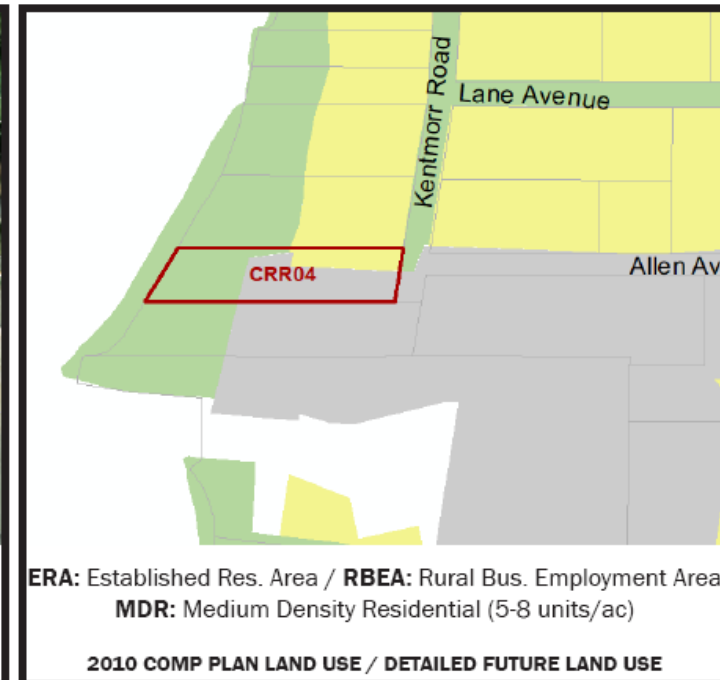 Kentmorr Road
Lane Avenue
Allen Av
CRR04
ERA: Established Res. Area / RBEA: Rural Bus. Employment Area
MDR: Medium Density Residential (5-8 units/ac)
2010 COMP PLAN LAND USE / DETAILED FUTURE LAND USE